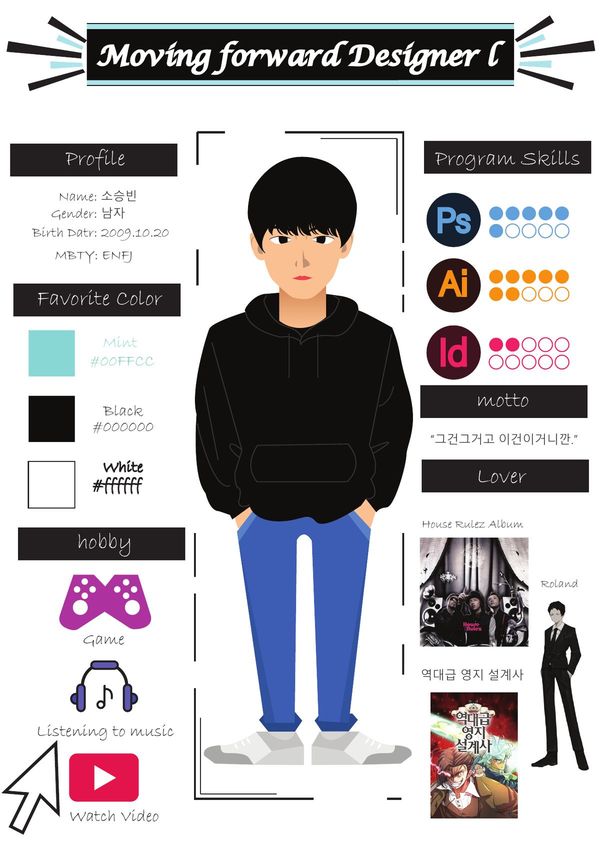 Moving forward Designer l
Profile
Name: 소승빈
Gender: 남자
Birth Datr: 2009.10.20
MBTY: ENFJ
Favorite Color
Mint
#00FFCC
Black
#000000
White
#ffffff
hobby
Game
Listening to music
Watch Video
Program Skills
Ps
Ai
Id
motto
“그건그거고 이건이거니깐.”
Lover
House Rulez Album
House
Rulez
Roland
역대급 영지 설계사
역대급
영지
설계사